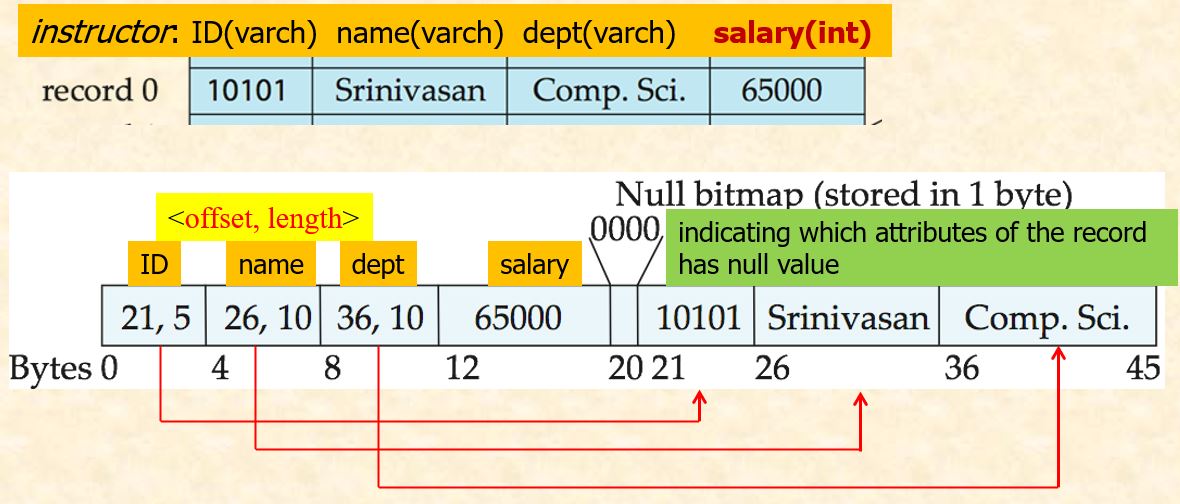 instructor: ID(varch) name(varch) dept(varch) salary(int)
record 0 10101 Srinivasan Comp. Sci. 65000
Null bitmap (stored in 1 byte)
<offset, length>
0000
indicating which attributes of the record
has null value
ID name dept salary
21, 5 26, 10 36, 10 65000 10101 Srinivasan Comp. Sci.
Bytes 0 4 8 12 20 21 26 36 45